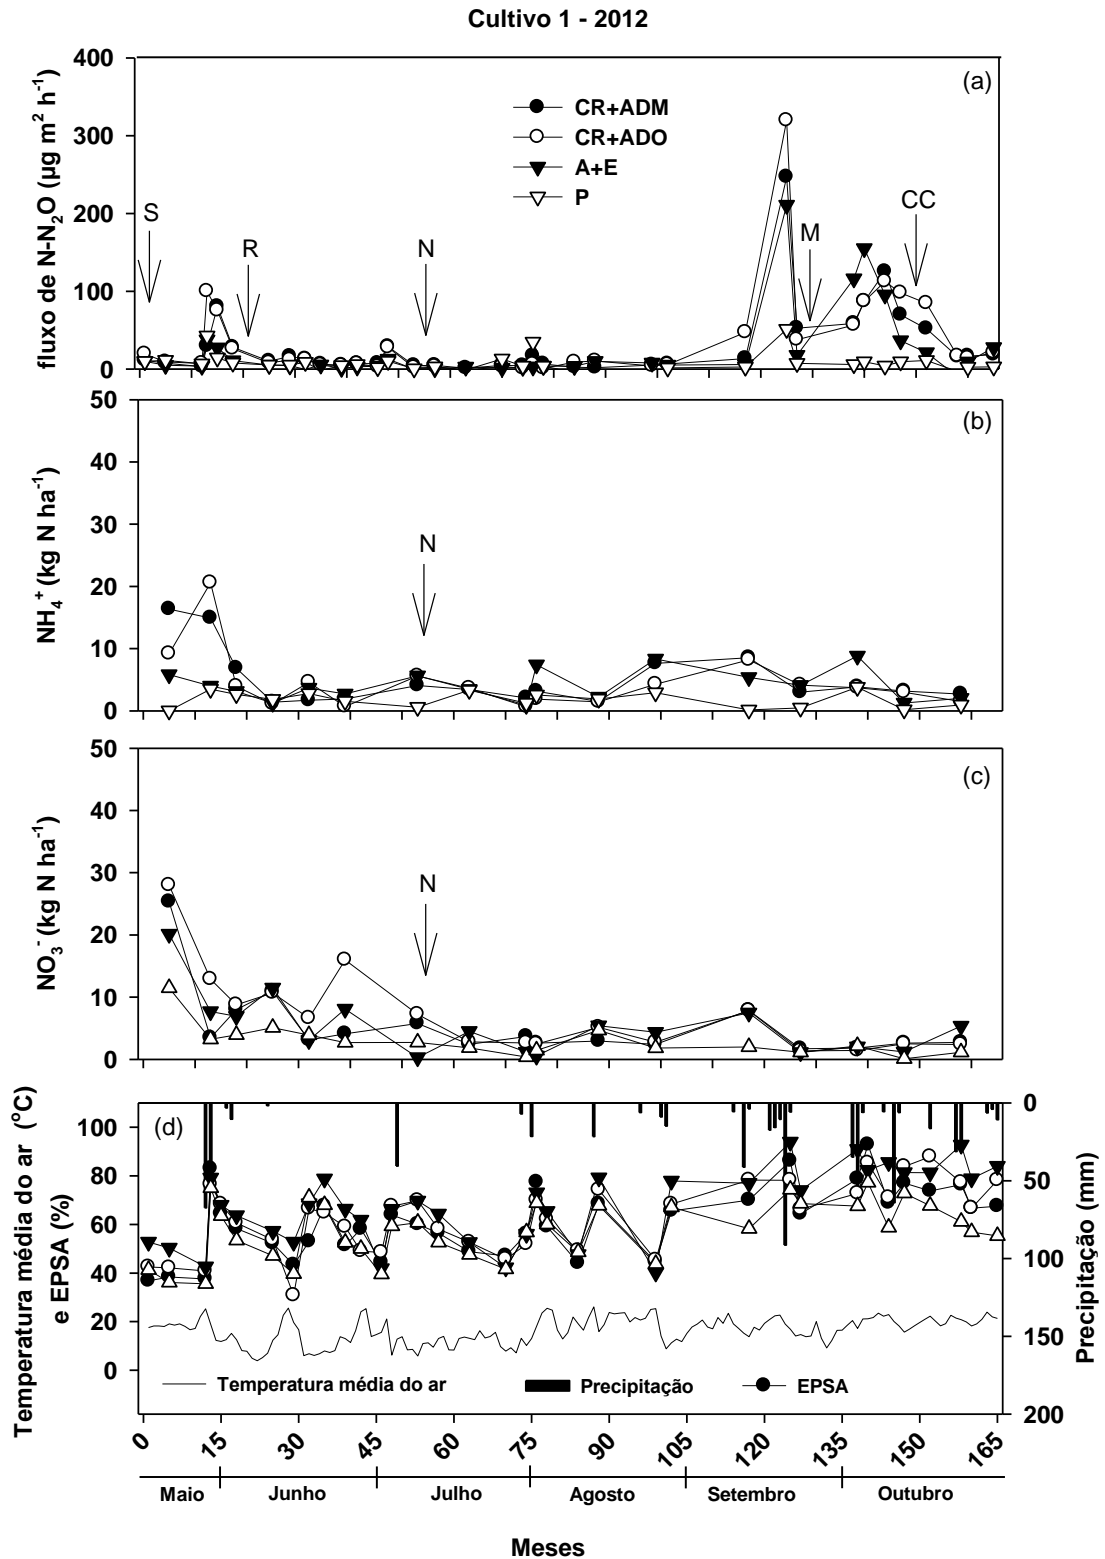 Cultivo 1 - 2012
fluxo de N-N₂O (µg m² h⁻¹)
400
300
200
100
0
(a)
CR+ADM
CR+ADO
A+E
P
S
R
N
M
CC
NH₄⁺ (kg N ha⁻¹)
50
40
30
20
10
0
(b)
N
NO₃⁻ (kg N ha⁻¹)
50
40
30
20
10
0
(c)
N
Temperatura média do ar (°C)
e EPSA (%)
100
80
60
40
20
0
(d)
Temperatura média do ar
Precipitação
EPSA
0
50
100
150
200
Precipitação (mm)
0 15 30 45 60 75 90 105 120 135 150 165
Maio Junho Julho Agosto Setembro Outubro
Meses